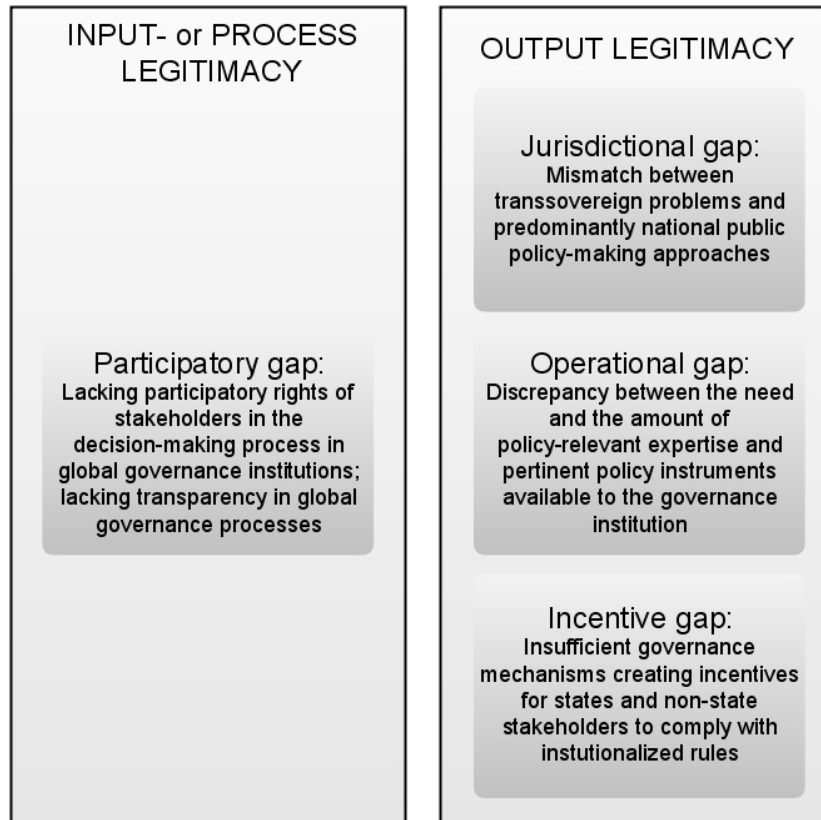 INPUT- or PROCESS
LEGITIMACY
Participatory gap:
Lacking participatory rights of
stakeholders in the
decision-making process in
global governance institutions;
lacking transparency in global
governance processes
OUTPUT LEGITIMACY
Jurisdictional gap:
Mismatch between
transsovereign problems and
predominantly national public
policy-making approaches
Operational gap:
Discrepancy between the need
and the amount of
policy-relevant expertise and
pertinent policy instruments
available to the governance
institution
Incentive gap:
Insufficient governance
mechanisms creating incentives
for states and non-state
stakeholders to comply with
instutionalized rules